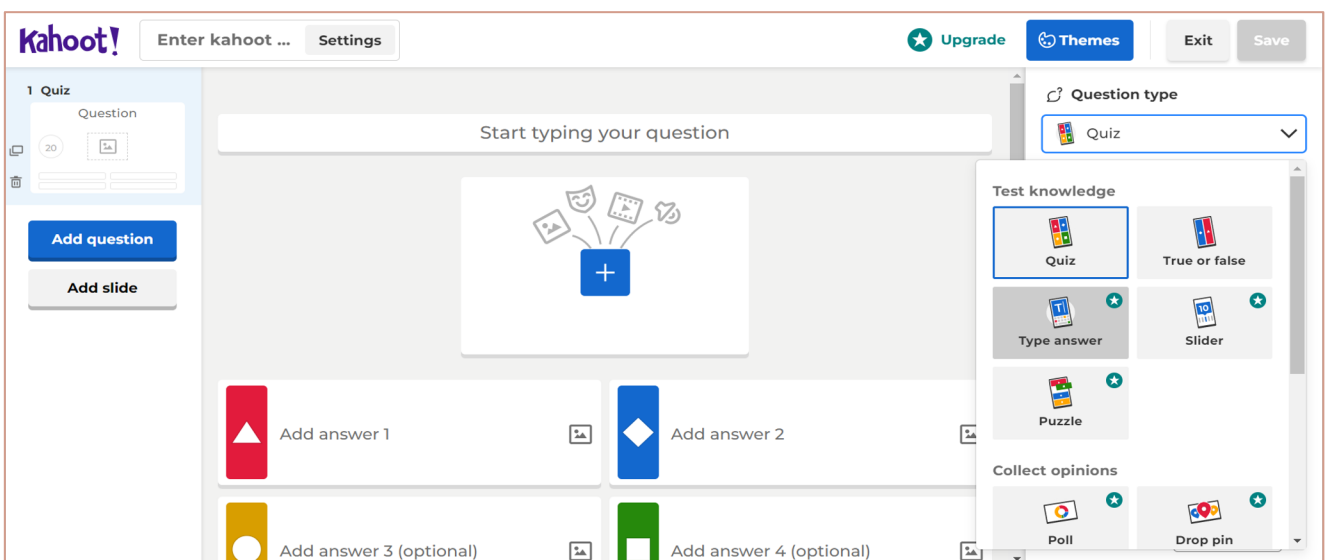 Kahoot!
Enter kahoot ...
Settings
Upgrade
Themes
Exit
Save
1 Quiz
Question
20
Add question
Add slide
Start typing your question
Add answer 1
Add answer 2
Add answer 3 (optional)
Add answer 4 (optional)
Question type
Quiz
Test knowledge
Quiz
True or false
Type answer
Slider
Puzzle
Collect opinions
Poll
Drop pin